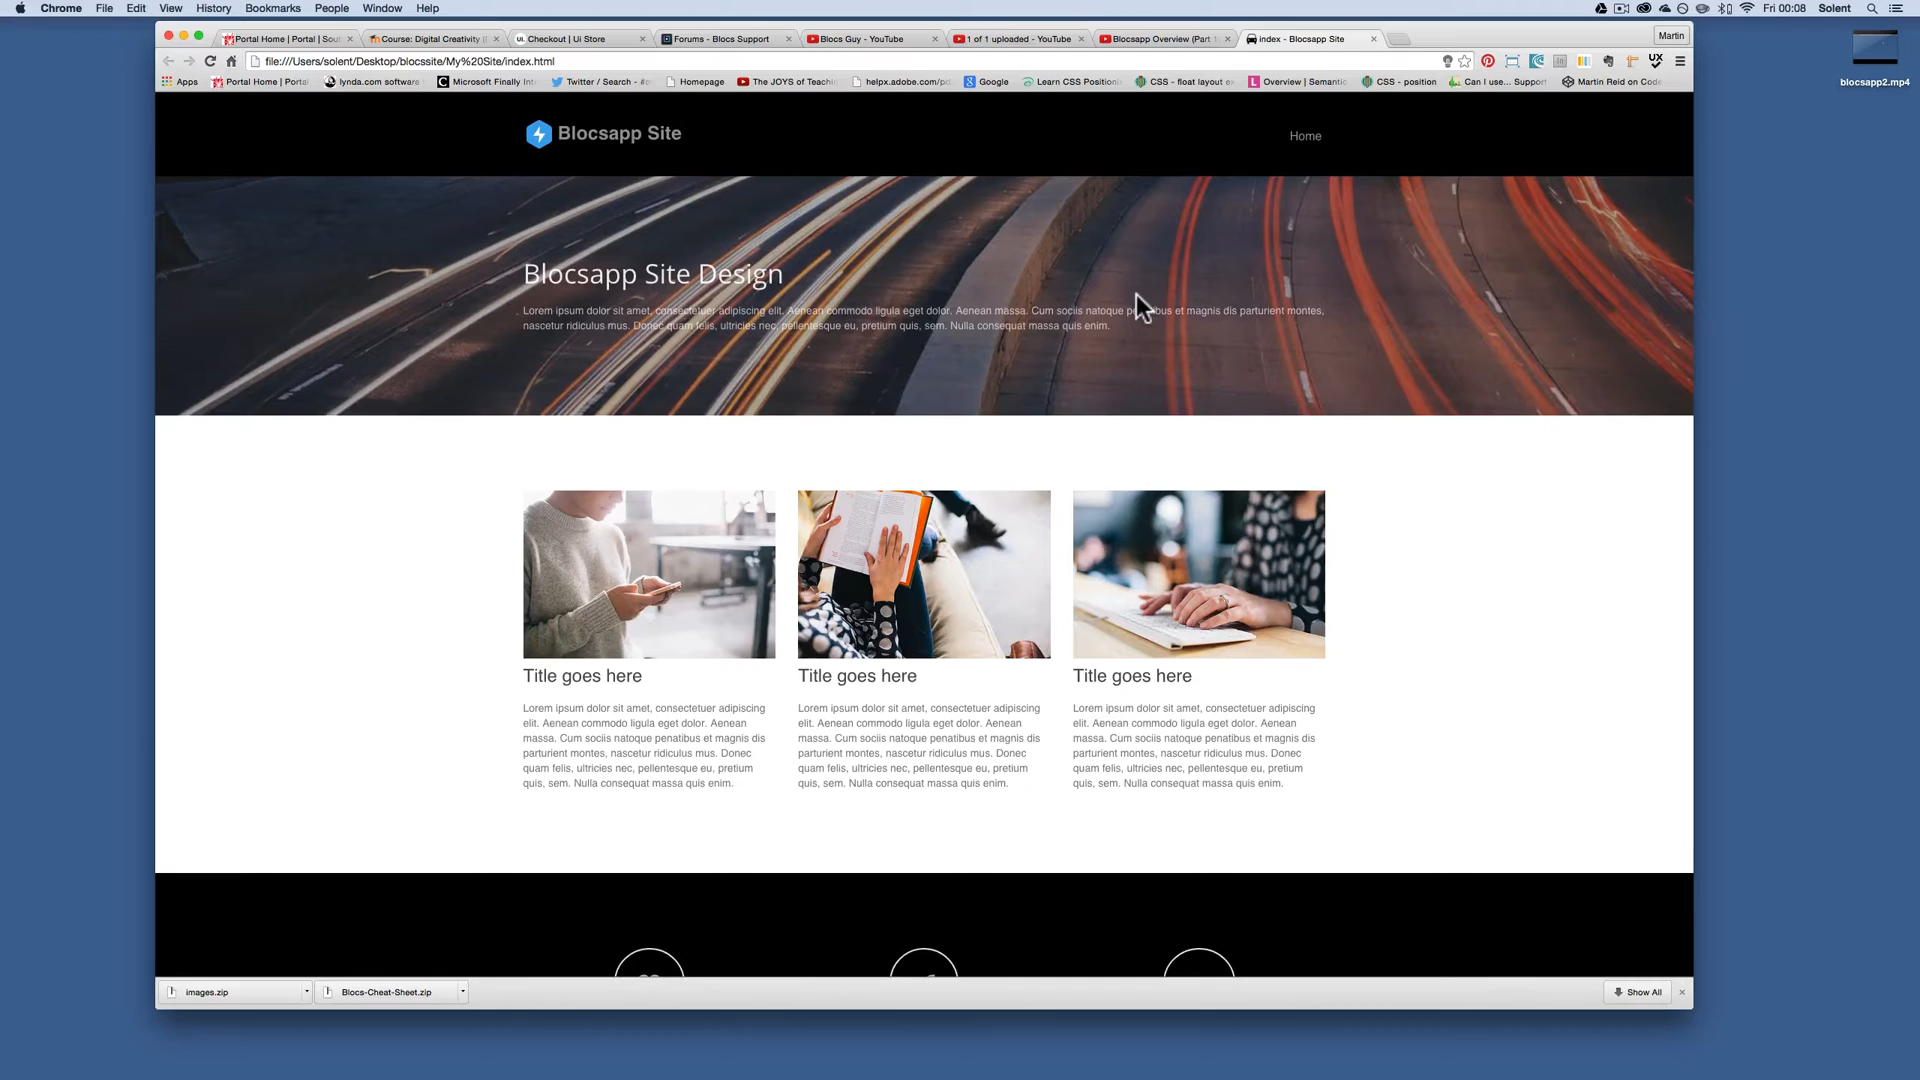 Chrome File Edit View History Bookmarks People Window Help Fri 00:08 Solent
Portal Home | Portal | Sou
Course: Digital Creativity (
UI. Checkout | Ui Store
Forums - Blocs Support
Blocs Guy - YouTube
1 of 1 uploaded - YouTube
Blocsapp Overview (Part
index - Blocsapp Site
Martin
file:///Users/solent/Desktop/blocssite/My%20Site/index.html
UX
Apps
Portal Home | Portal
lynda.com software
Microsoft Finally Int
Twitter / Search -
Homepage
The JOYS of Teachi
helpx.adobe.com/pd
Google
Learn CSS Position
CSS - float layout e
Overview | Semantic
CSS - position
Can I use... Support
Martin Reid on Cod
blocsapp2.mp4
Blocsapp Site
Home
Blocsapp Site Design
Lorem ipsum dolor sit amet, consectetuer adipiscing elit. Aenean commodo ligula eget dolor. Aenean massa. Cum sociis natoque et magnis dis parturient montes,
nascetur ridiculus mus. Donec quam felis, ultricies nec, pellentesque eu, pretium quis, sem. Nulla consequat massa quis enim.
Title goes here
Lorem ipsum dolor sit amet, consectetuer adipiscing
elit. Aenean commodo ligula eget dolor. Aenean
massa. Cum sociis natoque penatibus et magnis dis
parturient montes, nascetur ridiculus mus. Donec
quam felis, ultricies nec, pellentesque eu, pretium
quis, sem. Nulla consequat massa quis enim.
Title goes here
Lorem ipsum dolor sit amet, consectetuer adipiscing
elit. Aenean commodo ligula eget dolor. Aenean
massa. Cum sociis natoque penatibus et magnis dis
parturient montes, nascetur ridiculus mus. Donec
quam felis, ultricies nec, pellentesque eu, pretium
quis, sem. Nulla consequat massa quis enim.
Title goes here
Lorem ipsum dolor sit amet, consectetuer adipiscing
elit. Aenean commodo ligula eget dolor. Aenean
massa. Cum sociis natoque penatibus et magnis dis
parturient montes, nascetur ridiculus mus. Donec
quam felis, ultricies nec, pellentesque eu, pretium
quis, sem. Nulla consequat massa quis enim.
images.zip
Blocs-Cheat-Sheet.zip
Show All